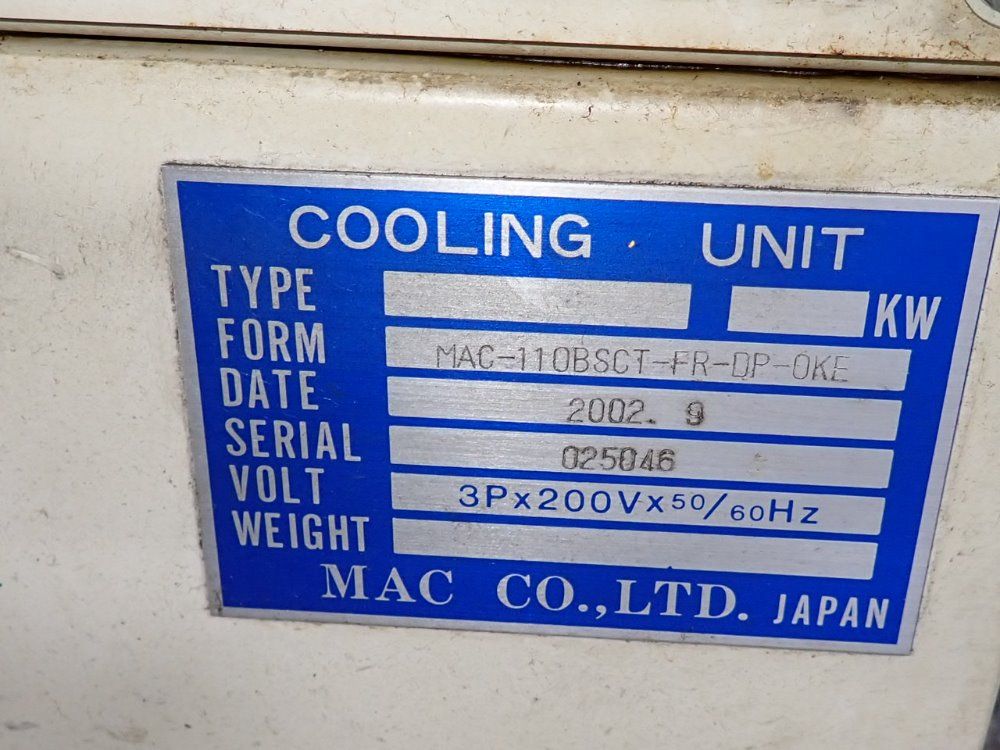 COOLING UNIT
TYPE KW
FORM MAC-110BSCT-FR-OP-OKE
DATE 2002. 9
SERIAL 025046
VOLT 3Px200Vx50/60Hz
WEIGHT
MAC CO.,LTD. JAPAN